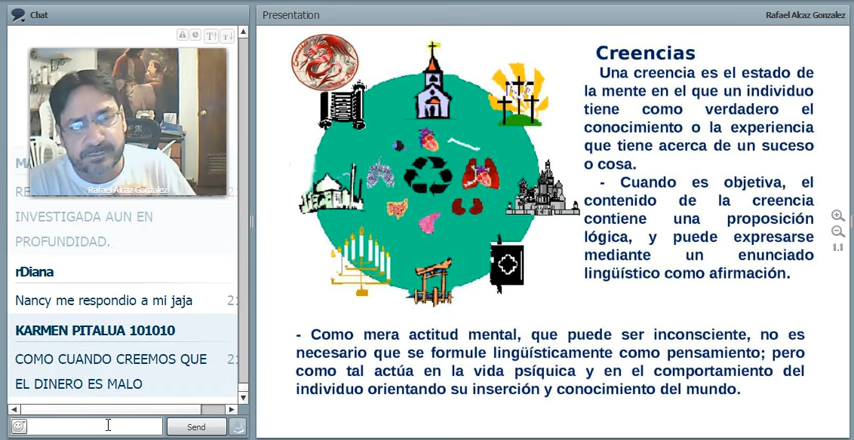 Chat
Presentation
Rafael Alcaz Gonzalez
Rafael Alcaz Gonzalez
INVESTIGADA AUN EN
PROFUNDIDAD.
rDiana
Nancy me respondio a mi jaja
KARMEN PITALUA 101010
COMO CUANDO CREEMOS QUE
EL DINERO ES MALO
Send
Creencias
Una creencia es el estado de
la mente en el que un individuo
tiene como verdadero el
conocimiento o la experiencia
que tiene acerca de un suceso
o cosa.
- Cuando es objetiva, el
contenido de la creencia
contiene una proposición
lógica, y puede expresarse
mediante un enunciado
lingüístico como afirmación.
- Como mera actitud mental, que puede ser inconsciente, no es
necesario que se formule lingüísticamente como pensamiento; pero
como tal actúa en la vida psíquica y en el comportamiento del
individuo orientando su inserción y conocimiento del mundo.
1.1